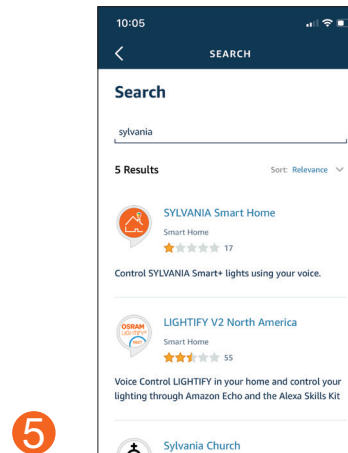 10:05
SEARCH
Search
sylvania
5 Results
Sort: Relevance
SYLVANIA Smart Home
Smart Home
17
Control SYLVANIA Smart+ lights using your voice.
OSRAM
LIGHTIFY
LIGHTIFY V2 North America
Smart Home
55
Voice Control LIGHTIFY in your home and control your
lighting through Amazon Echo and the Alexa Skills Kit
5
Sylvania Church